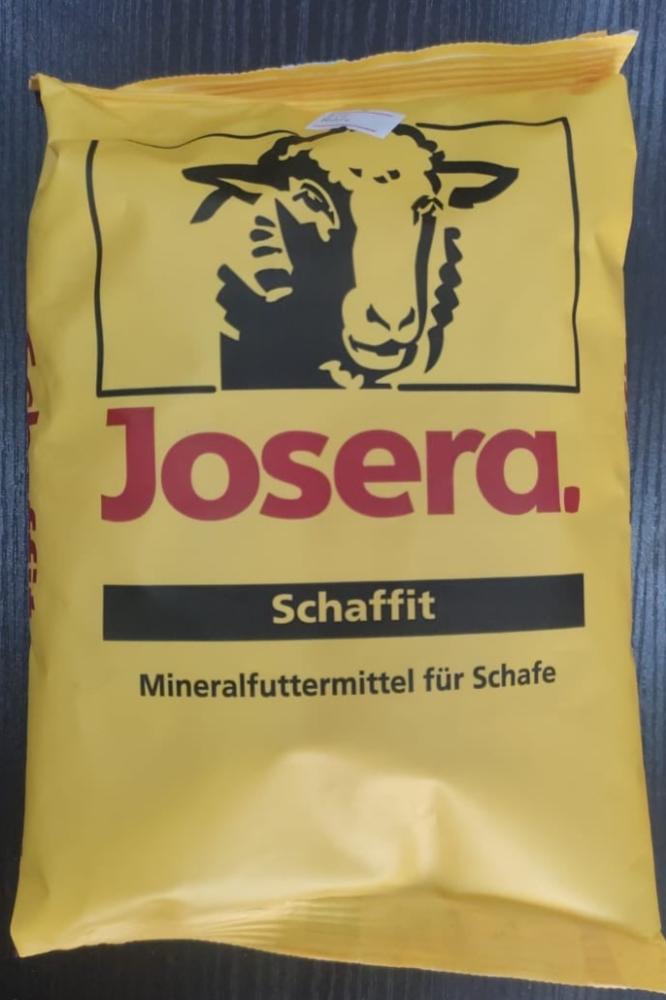 Josera.
Schaffit
Mineralfuttermittel für Schafe